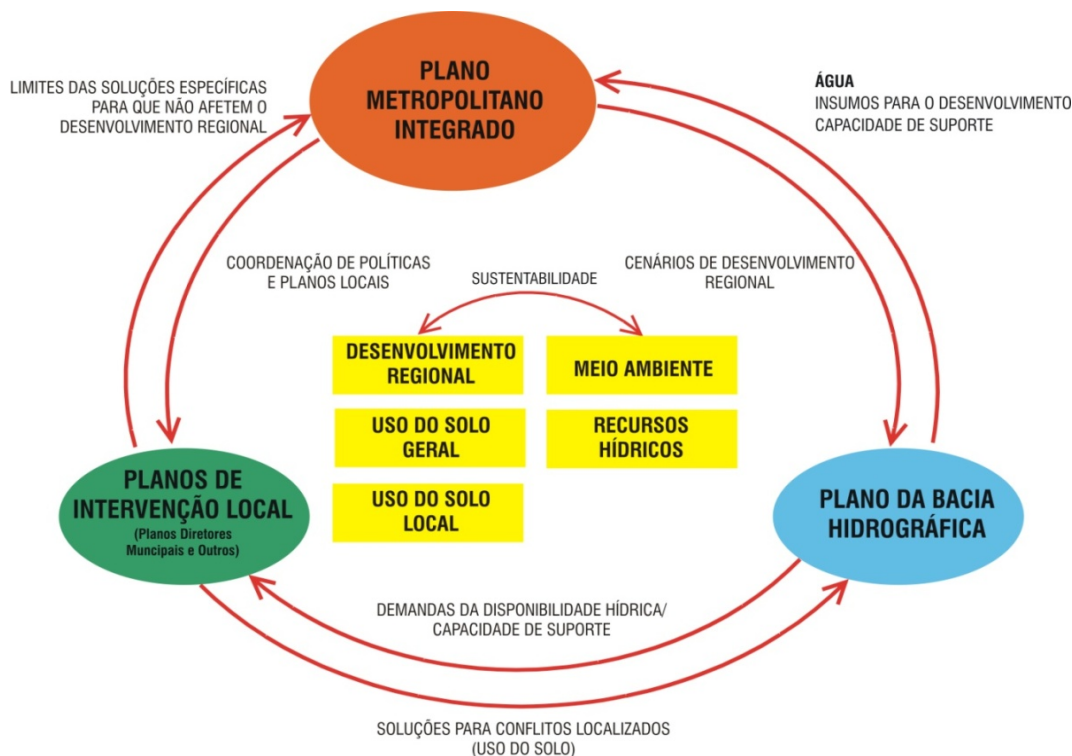 PLANO
METROPOLITANO
INTEGRADO
LIMITES DAS SOLUÇÕES ESPECÍFICAS
PARA QUE NÃO AFETEM O
DESENVOLVIMENTO REGIONAL
ÁGUA
INSUMOS PARA O DESENVOLVIMENTO
CAPACIDADE DE SUPORTE
COORDENAÇÃO DE POLÍTICAS
E PLANOS LOCAIS
SUSTENTABILIDADE
CENÁRIOS DE DESENVOLVIMENTO
REGIONAL
DESENVOLVIMENTO
REGIONAL
MEIO AMBIENTE
USO DO SOLO
GERAL
RECURSOS
HÍDRICOS
USO DO SOLO
LOCAL
PLANOS DE
INTERVENÇÃO LOCAL
(Planos Diretores
Muncipais e Outros)
PLANO DA BACIA
HIDROGRÁFICA
DEMANDAS DA DISPONIBILIDADE HÍDRICA/
CAPACIDADE DE SUPORTE
SOLUÇÕES PARA CONFLITOS LOCALIZADOS
(USO DO SOLO)